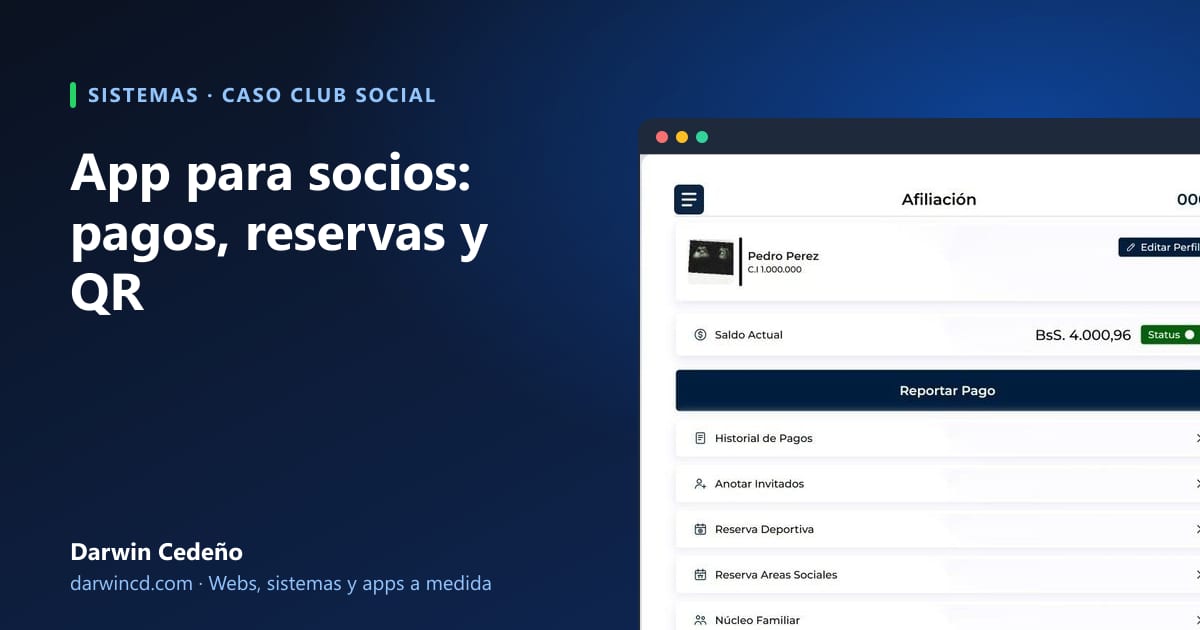 SISTEMAS · CASO CLUB SOCIAL
App para socios:
pagos, reservas y
QR
Darwin Cedeño
darwincd.com · Webs, sistemas y apps a medida
Afiliación
000
Pedro Perez
C.I 1.000.000
Editar Perfil
Saldo Actual
BsS. 4.000,96
Status
Reportar Pago
Historial de Pagos
Anotar Invitados
Reserva Deportiva
Reserva Areas Sociales
Núcleo Familiar